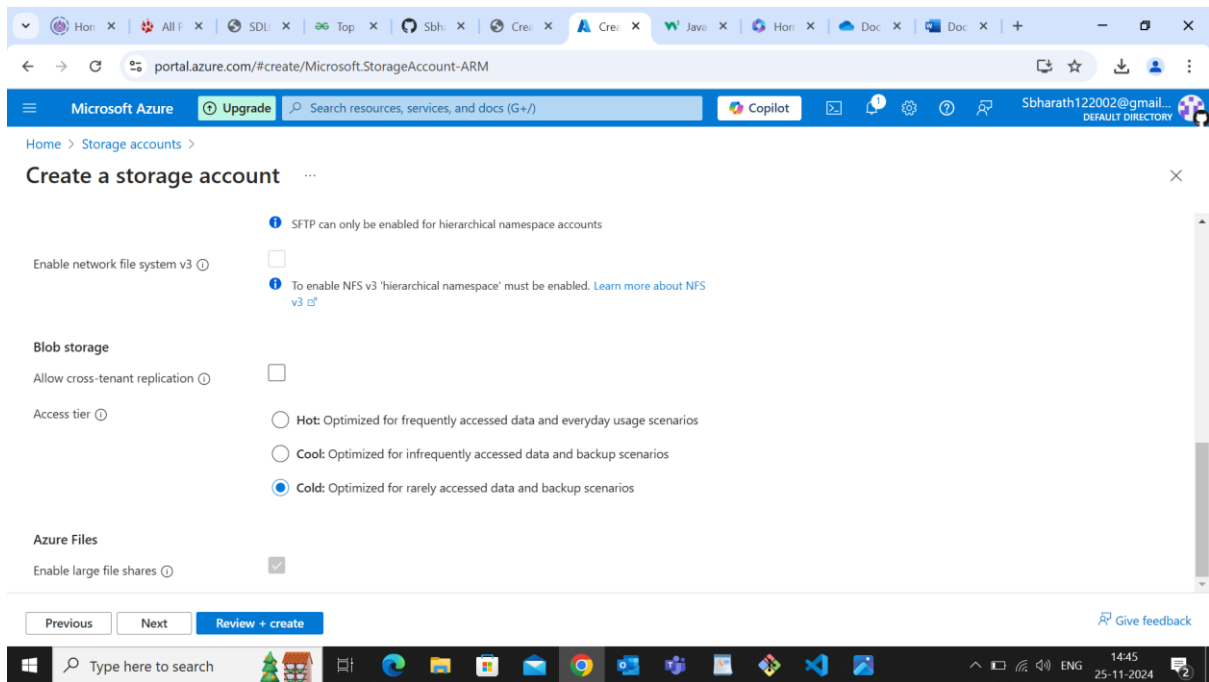 Hon
All F
SDL
Top
Sbh
Crea
Crea
Java
Hon
Doc
Doc
portal.azure.com/#create/Microsoft.StorageAccount-ARM
Microsoft Azure
Upgrade
Search resources, services, and docs (G+/)
Copilot
1
Sbharath122002@gmail...
DEFAULT DIRECTORY
Home > Storage accounts >
Create a storage account ...
SFTP can only be enabled for hierarchical namespace accounts
Enable network file system v3
To enable NFS v3 'hierarchical namespace' must be enabled. Learn more about NFS
v3
Blob storage
Allow cross-tenant replication
Access tier
Hot: Optimized for frequently accessed data and everyday usage scenarios
Cool: Optimized for infrequently accessed data and backup scenarios
Cold: Optimized for rarely accessed data and backup scenarios
Azure Files
Enable large file shares
Previous
Next
Review + create
Give feedback
Type here to search
ENG
14:45
25-11-2024
2